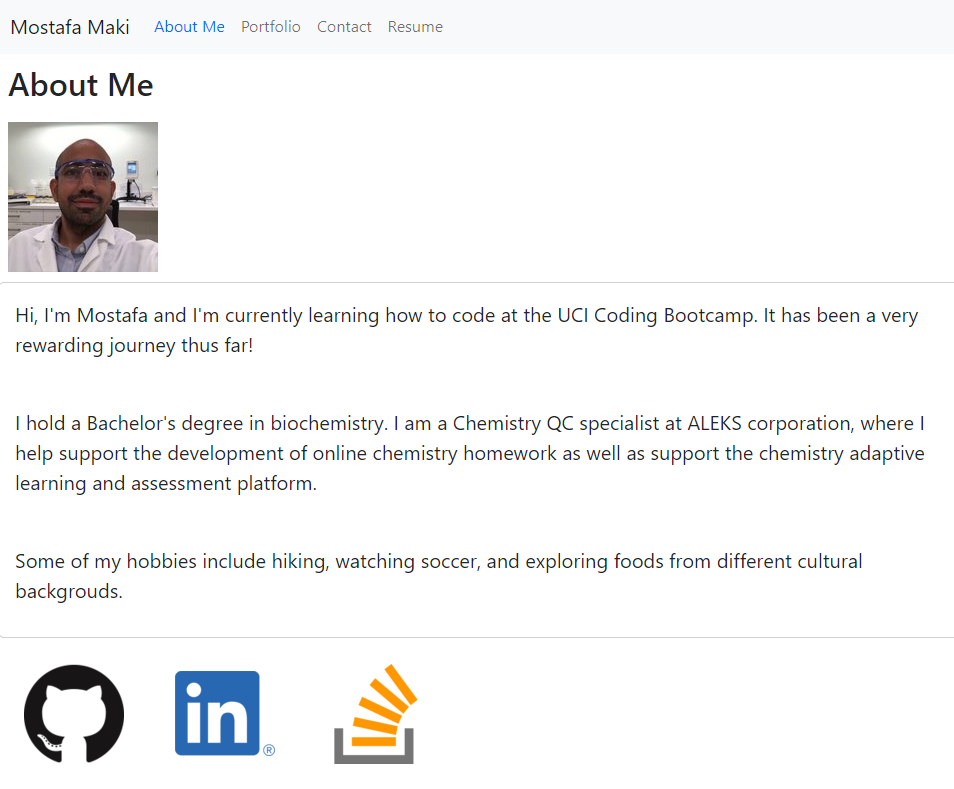 Mostafa Maki About Me Portfolio Contact Resume
About Me
Hi, I'm Mostafa and I'm currently learning how to code at the UCI Coding Bootcamp. It has been a very
rewarding journey thus far!
I hold a Bachelor's degree in biochemistry. I am a Chemistry QC specialist at ALEKS corporation, where I
help support the development of online chemistry homework as well as support the chemistry adaptive
learning and assessment platform.
Some of my hobbies include hiking, watching soccer, and exploring foods from different cultural
backgrouds.
in ®